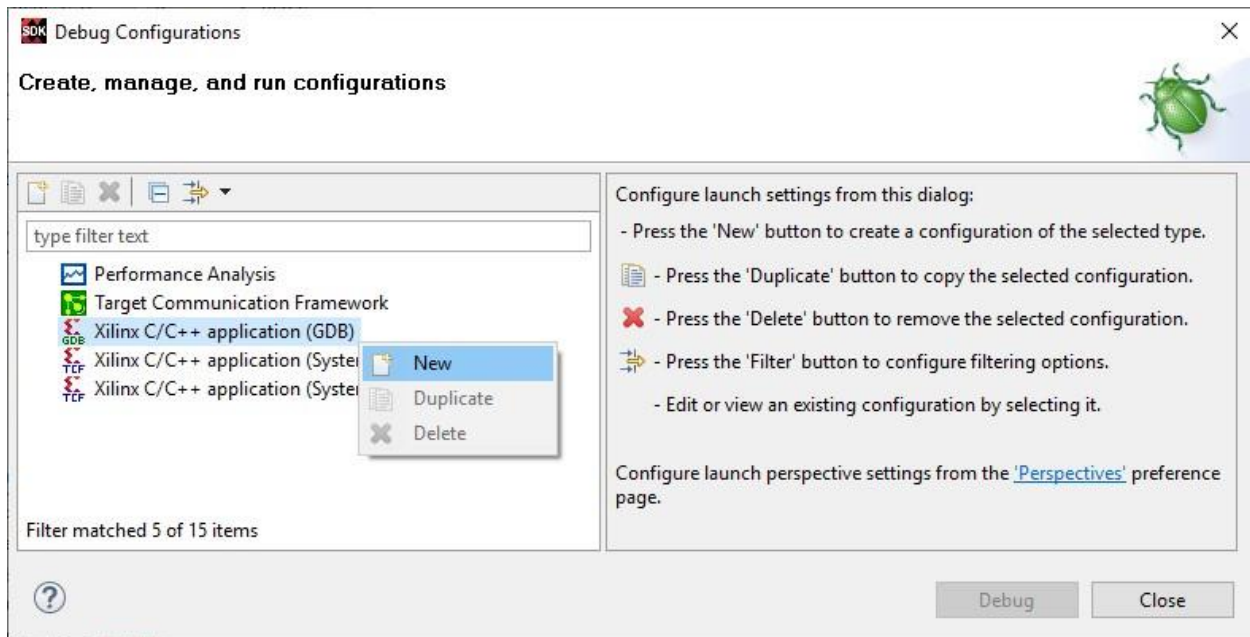 SDK Debug Configurations
Create, manage, and run configurations
type filter text
Performance Analysis
Target Communication Framework
GDB Xilinx C/C++ application (GDB)
TCF Xilinx C/C++ application (System
TCF Xilinx C/C++ application (System
New
Duplicate
Delete
Filter matched 5 of 15 items
Configure launch settings from this dialog:
- Press the 'New' button to create a configuration of the selected type.
- Press the 'Duplicate' button to copy the selected configuration.
- Press the 'Delete' button to remove the selected configuration.
- Press the 'Filter' button to configure filtering options.
- Edit or view an existing configuration by selecting it.
Configure launch perspective settings from the 'Perspectives' preference
page.
? Debug Close